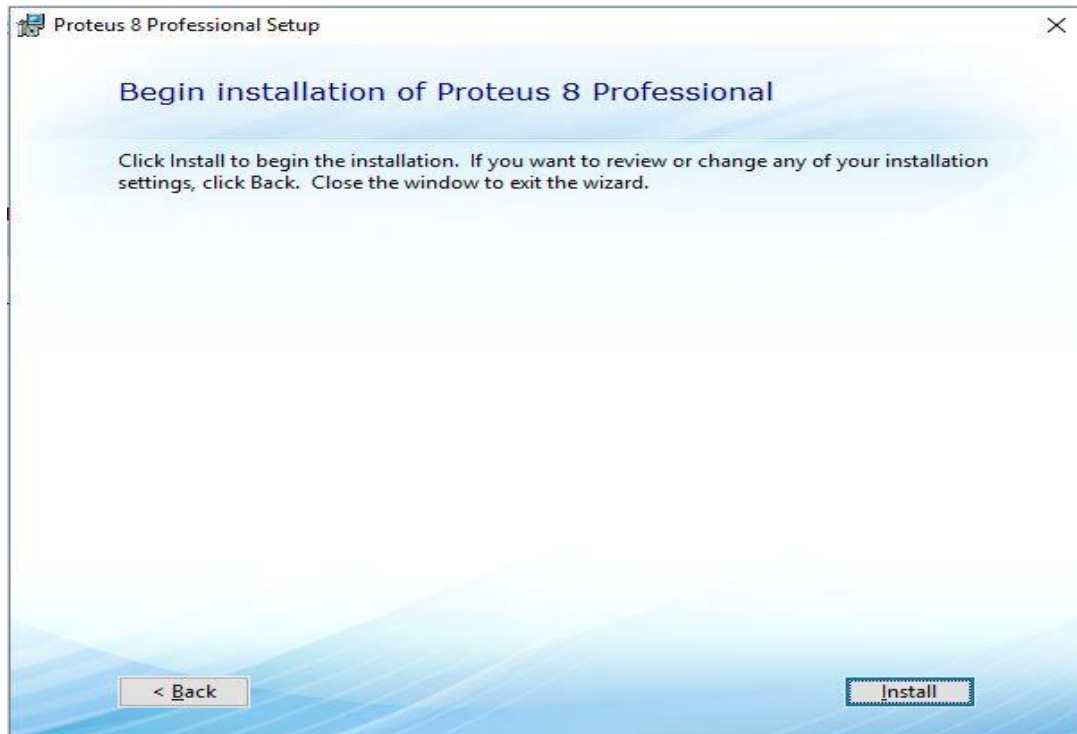 Proteus 8 Professional Setup
Begin installation of Proteus 8 Professional
Click Install to begin the installation.  If you want to review or change any of your installation
settings, click Back.  Close the window to exit the wizard.
< Back
Install